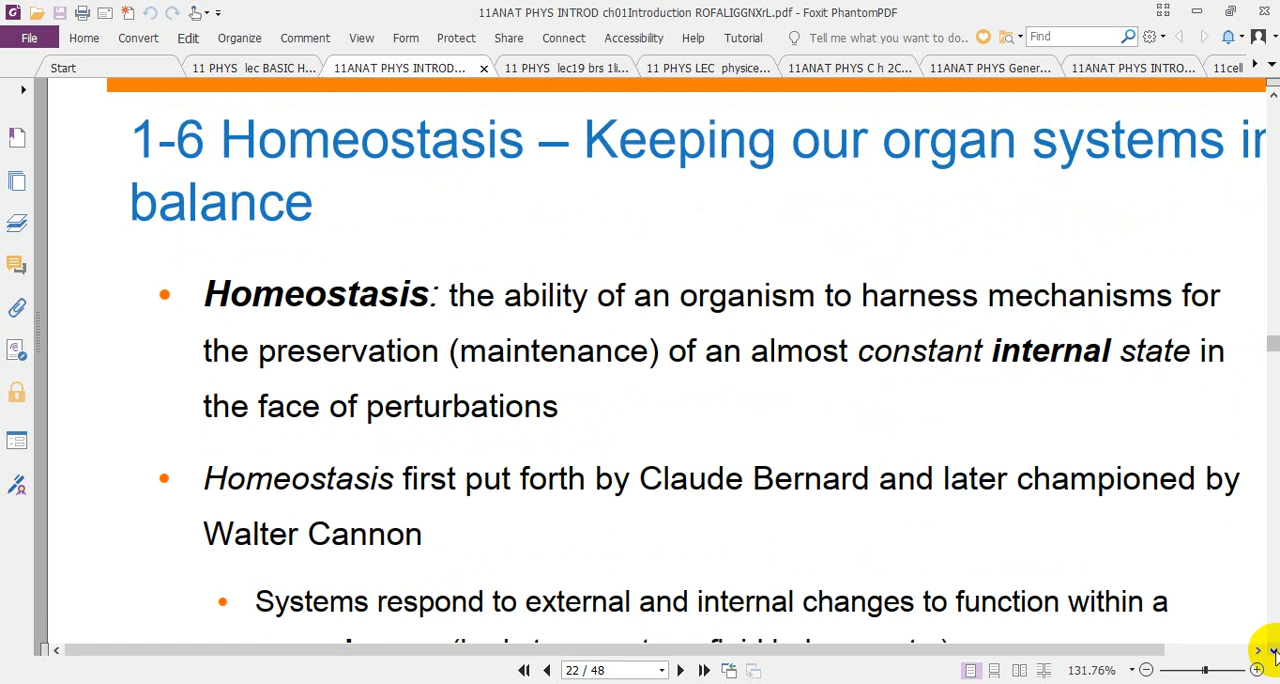 11ANAT PHYS INTROD ch01Introduction ROFALIGGNXrL.pdf - Foxit PhantomPDF
File Home Convert Edit Organize Comment View Form Protect Share Connect Accessibility Help Tutorial Tell me what you want to do.. Find
Start 11 PHYS lec BASIC H... 11ANAT PHYS INTROD... 11 PHYS lec19 brs 1li... 11 PHYS LEC physice... 11ANAT PHYS C h 2C... 11ANAT PHYS Gener... 11ANAT PHYS INTRO... 11cell
1-6 Homeostasis – Keeping our organ systems in
balance
• Homeostasis: the ability of an organism to harness mechanisms for
the preservation (maintenance) of an almost constant internal state in
the face of perturbations
• Homeostasis first put forth by Claude Bernard and later championed by
Walter Cannon
• Systems respond to external and internal changes to function within a
22 / 48 131.76%